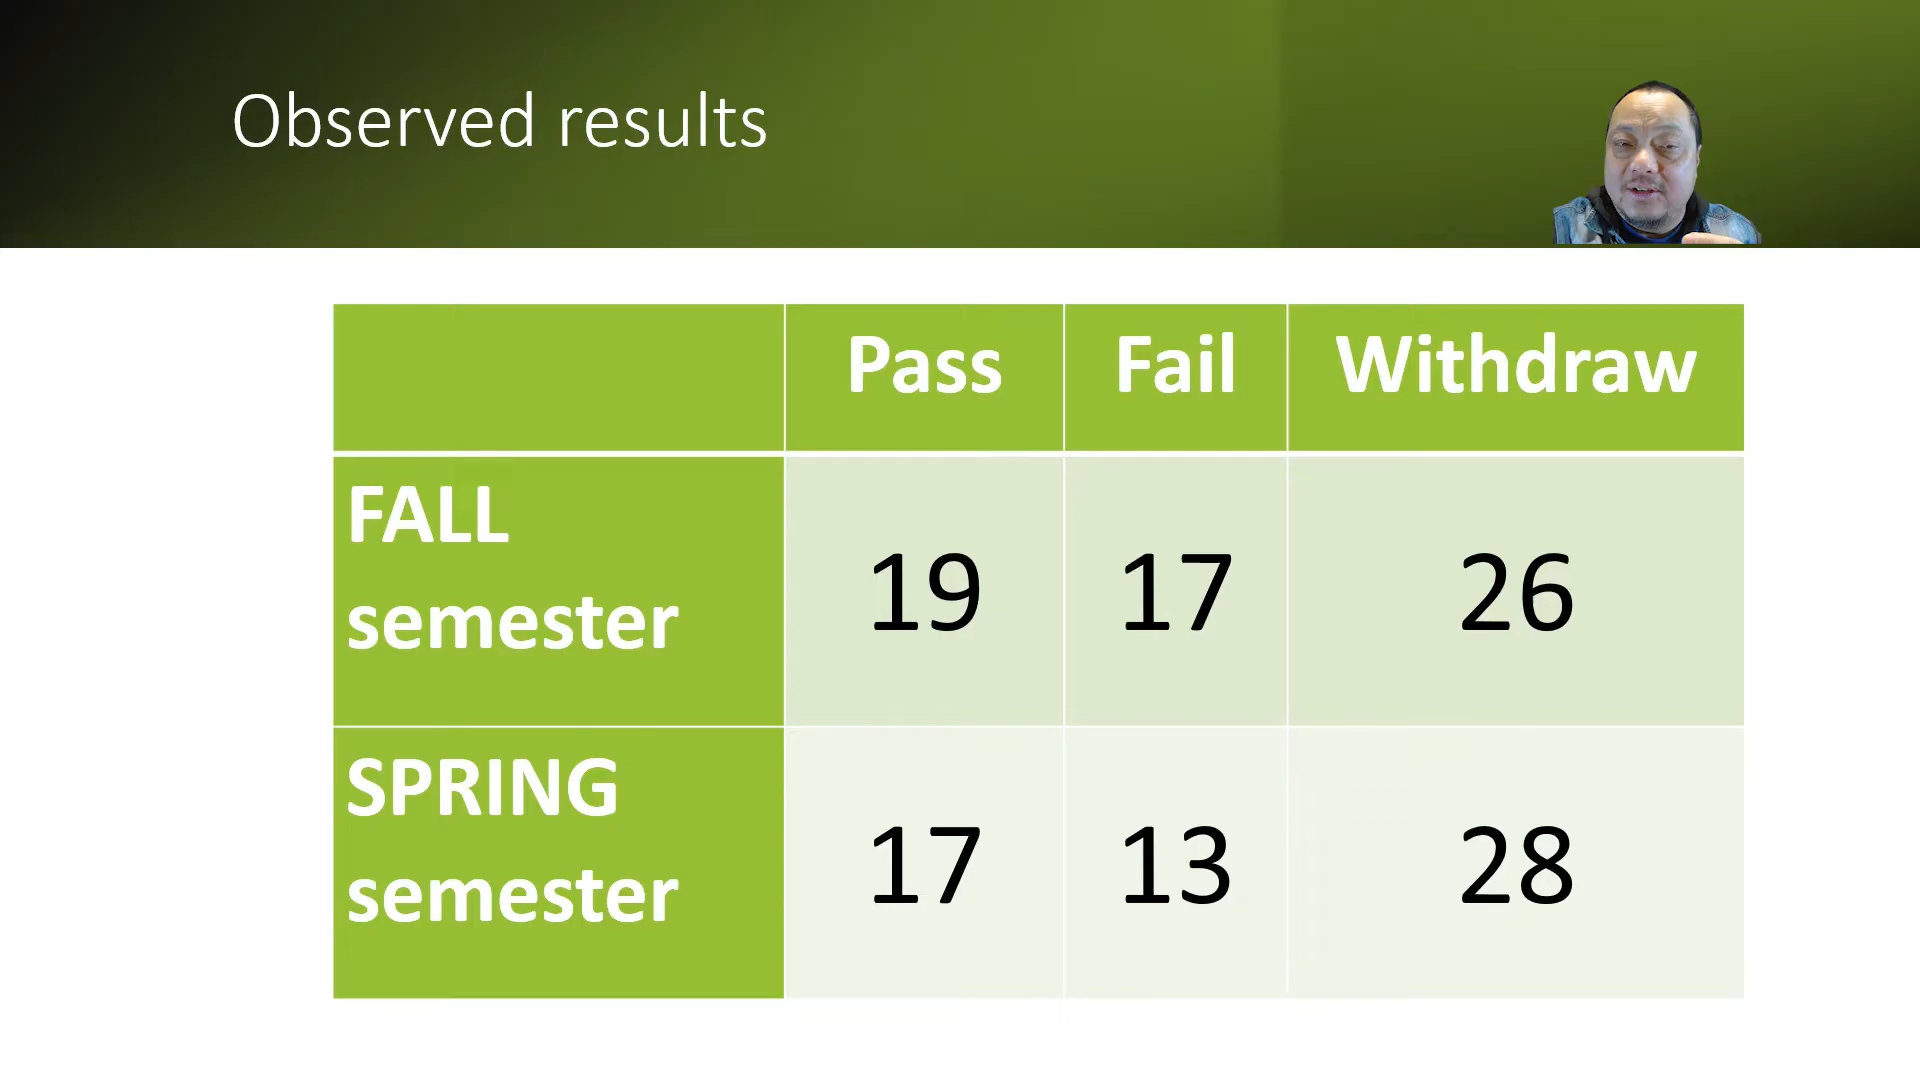 Observed results
Pass Fail Withdraw
FALL
semester
19 17 26
SPRING
semester
17 13 28